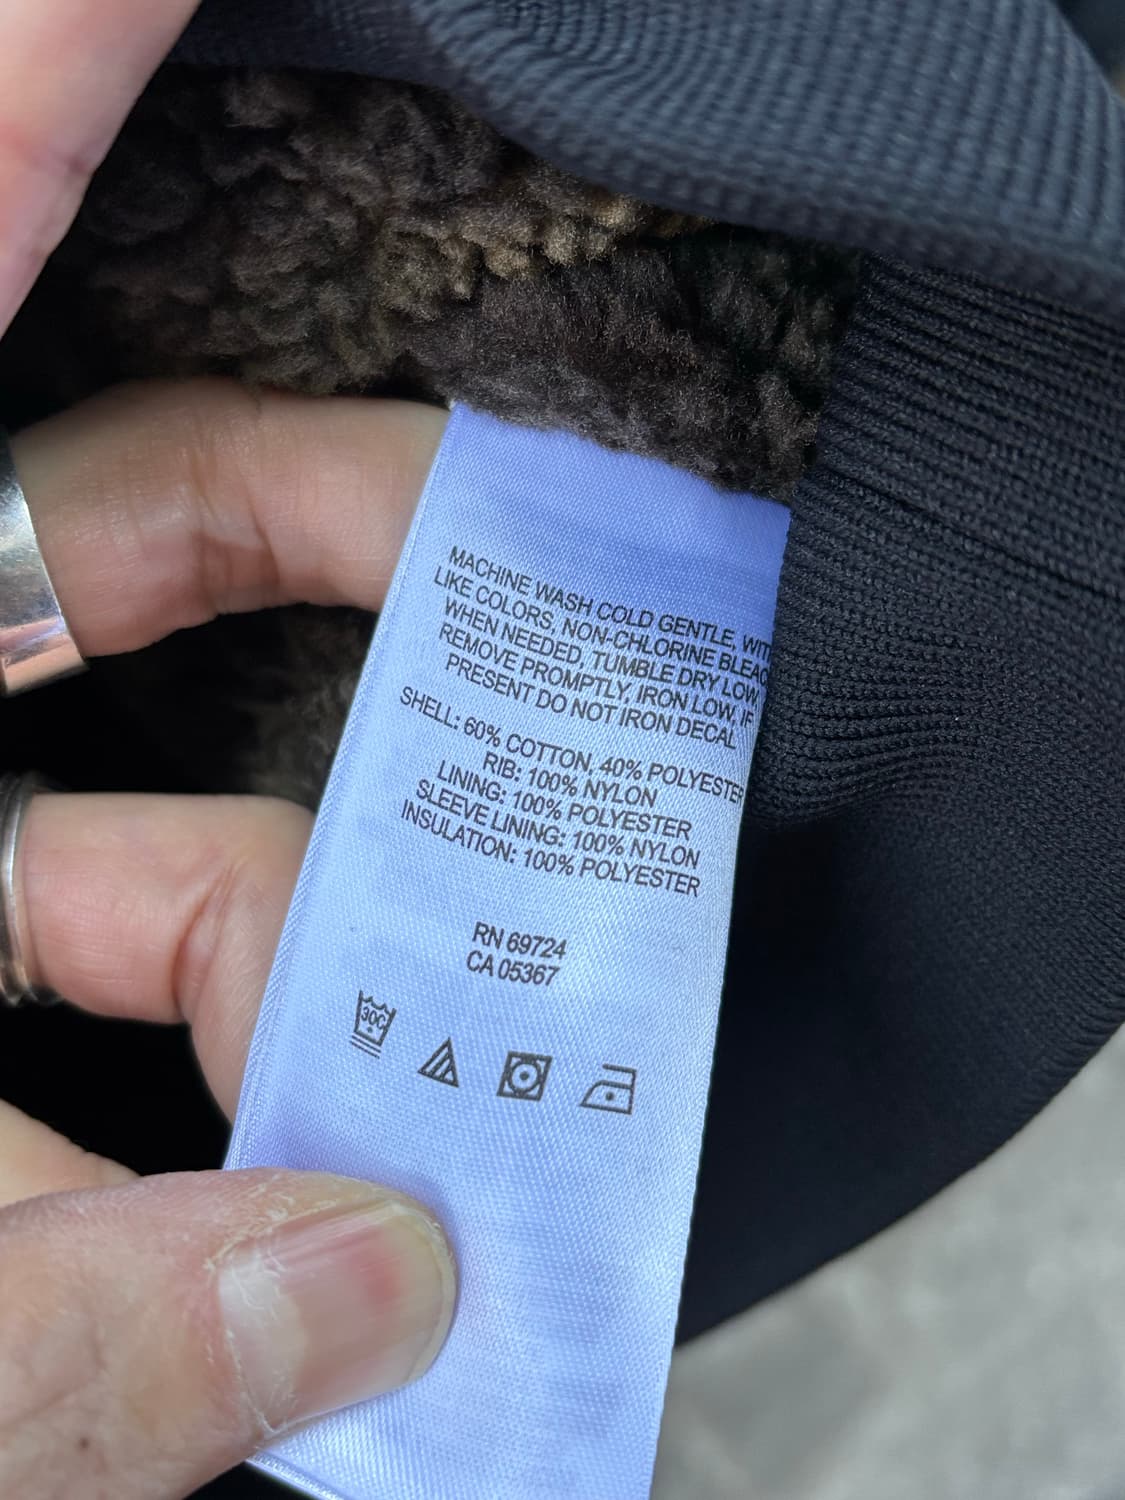 MACHINE WASH COLD GENTLE, WITH
LIKE COLORS, NON-CHLORINE BLEAC
WHEN NEEDED, TUMBLE DRY LOW
REMOVE PROMPTLY, IRON LOW, IF
PRESENT DO NOT IRON DECAL
SHELL: 60% COTTON, 40% POLYESTER
RIB: 100% NYLON
LINING: 100% POLYESTER
SLEEVE LINING: 100% NYLON
INSULATION: 100% POLYESTER
RN 69724
CA 05367
30C